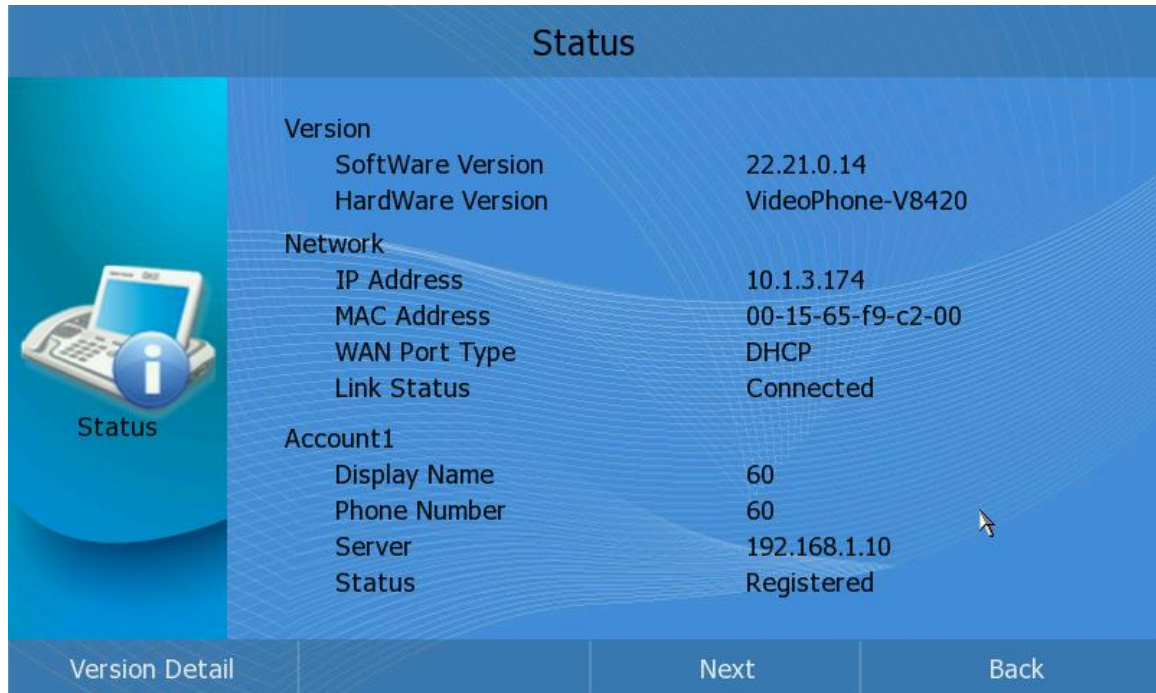 Status
Version
SoftWare Version 22.21.0.14
HardWare Version VideoPhone-V8420
Network
IP Address 10.1.3.174
MAC Address 00-15-65-f9-c2-00
WAN Port Type DHCP
Link Status Connected
Status
Account1
Display Name 60
Phone Number 60
Server 192.168.1.10
Status Registered
Version Detail Next Back